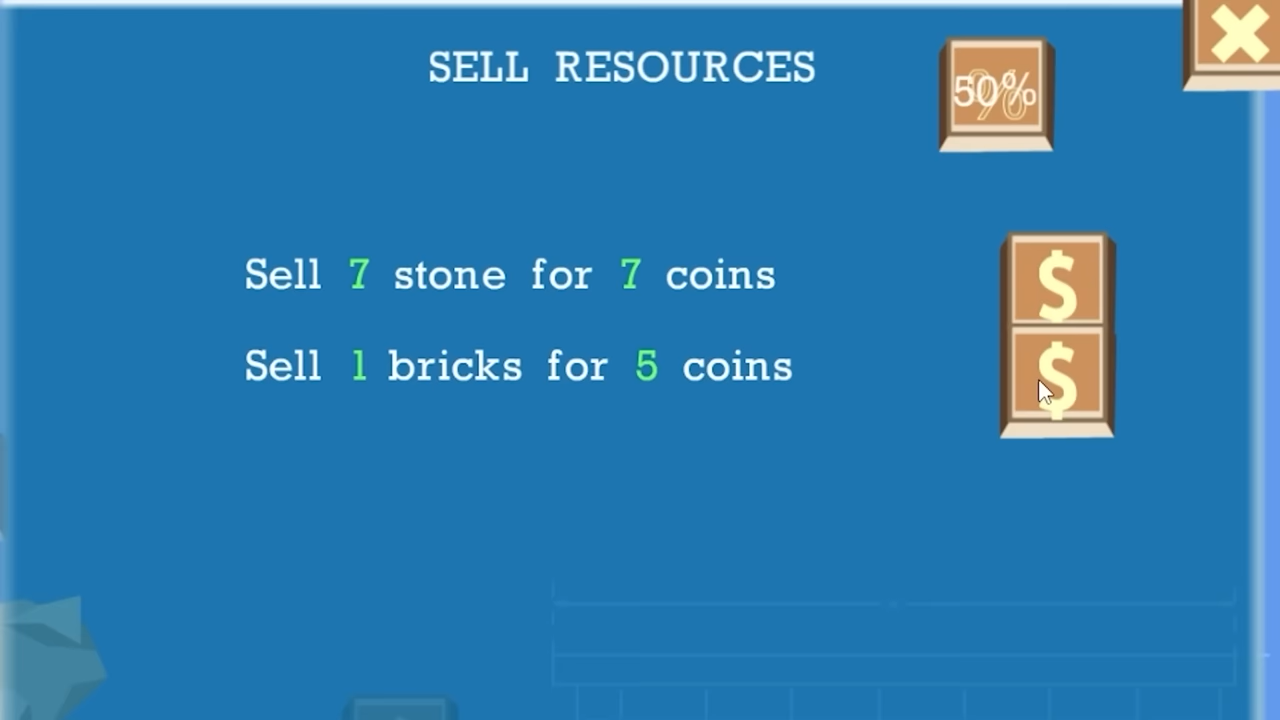 SELL RESOURCES
50%
Sell 7 stone for 7 coins
$
Sell 1 bricks for 5 coins
$